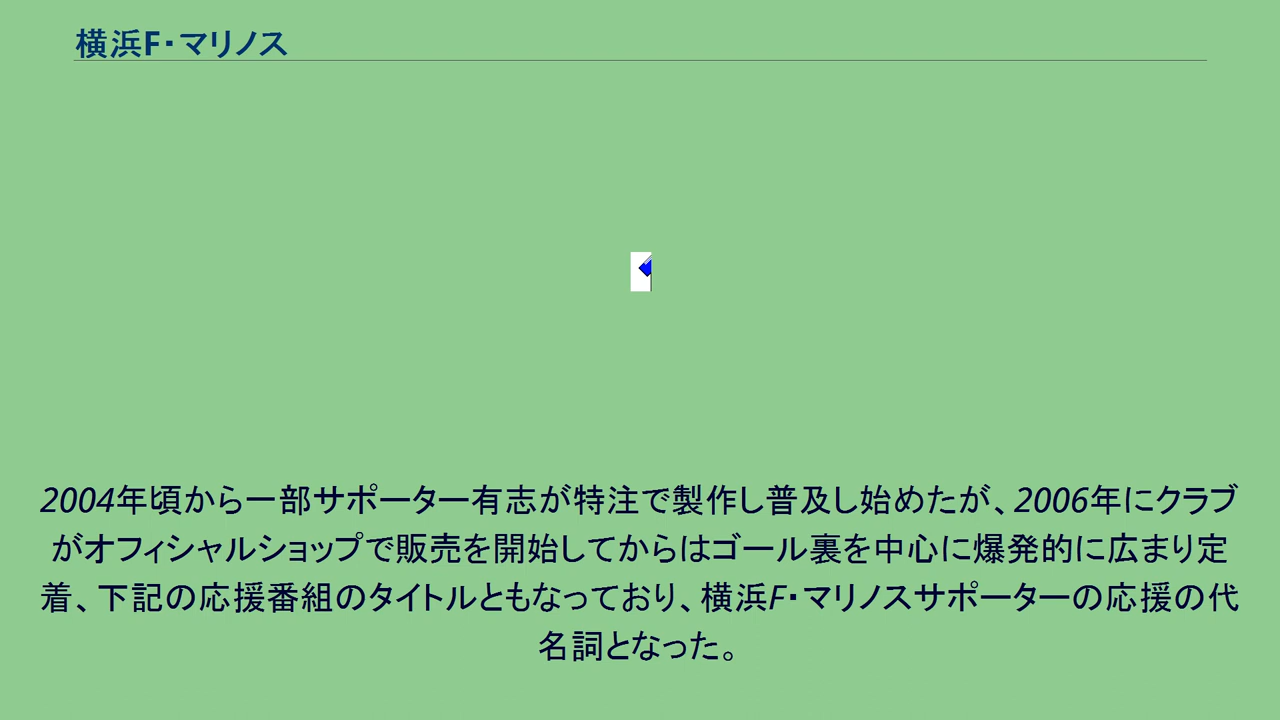 横浜F・マリノス
2004年頃から一部サポーター有志が特注で製作し普及し始めたが、2006年にクラブ
がオフィシャルショップで販売を開始してからはゴール裏を中心に爆発的に広まり定
着、下記の応援番組のタイトルともなっており、横浜F・マリノスサポーターの応援の代
名詞となった。